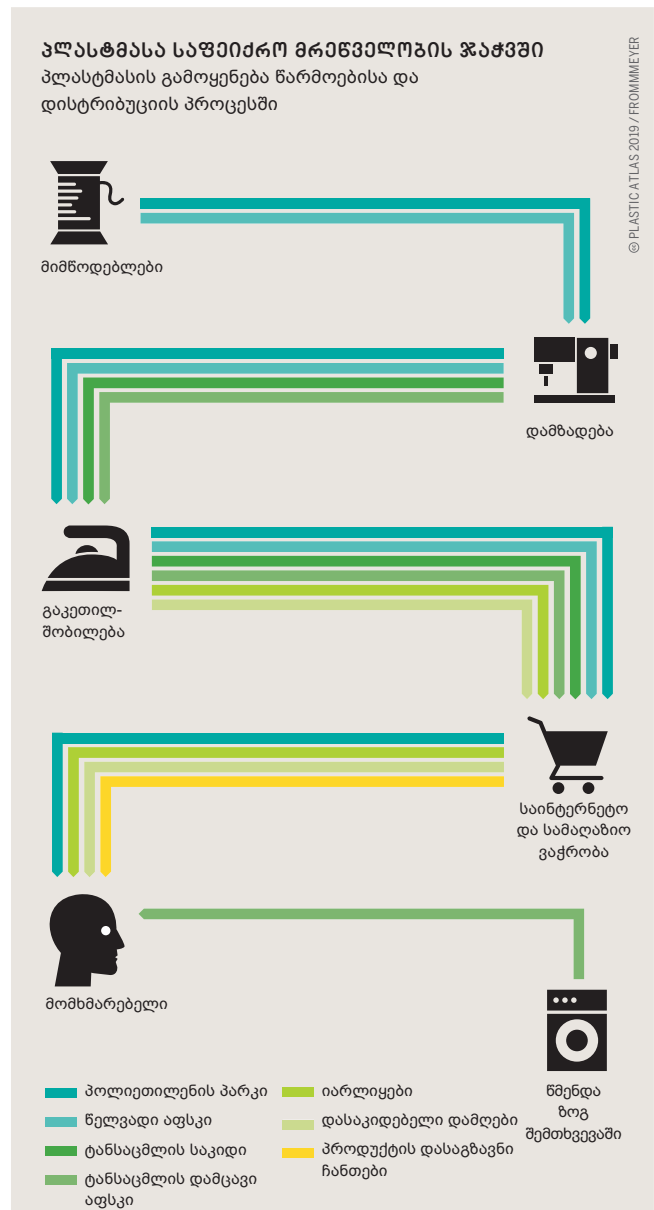 პლასტმასა საფეიქრო მრეწველობის ჯაჭვში
პლასტმასის გამოყენება წარმოებისა და
დისტრიბუციის პროცესში
© PLASTIC ATLAS 2019 / FROMMMEYER
მიმწოდებლები
დამზადება
გაკეთილ-
შობილება
საინტერნეტო
და სამაღაზიო
ვაჭრობა
მომხმარებელი
წმენდა
ზოგ
შემთხვევაში
პოლიეთილენის პარკი
წელვადი აფსკი
ტანსაცმლის საკიდი
ტანსაცმლის დამცავი
აფსკი
იარლიყები
დასაკიდებელი დამღები
პროდუქტის დასაგზავნი
ჩანთები